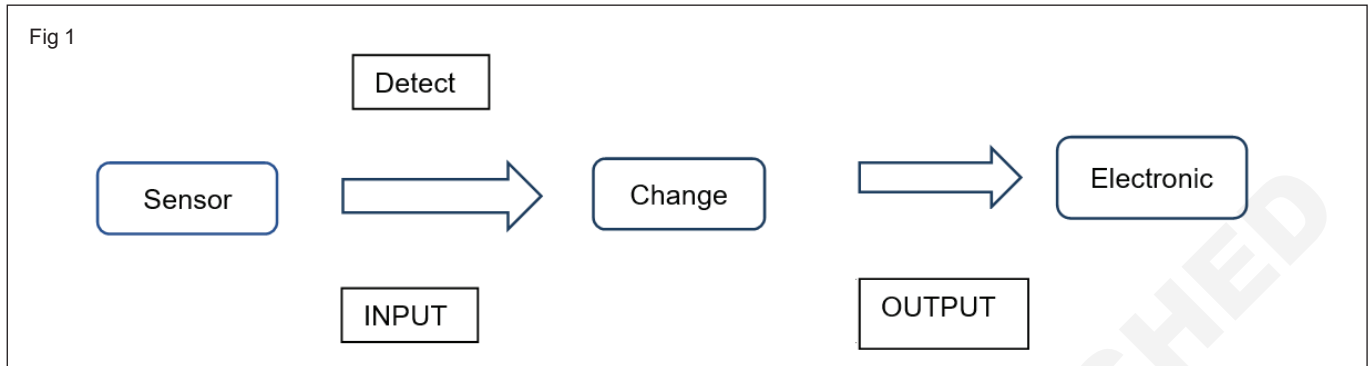 Fig 1
Detect
Sensor
Change
Electronic
INPUT
OUTPUT